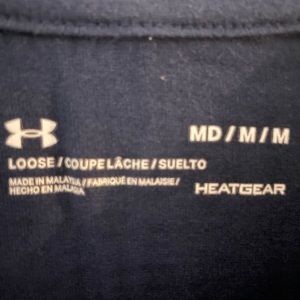 MD / M / M
LOOSE / COUPE LÂCHE / SUELTO
MADE IN MALAYSIA / FABRIQUÉ EN MALAISIE /
HECHO EN MALASIA
HEATGEAR